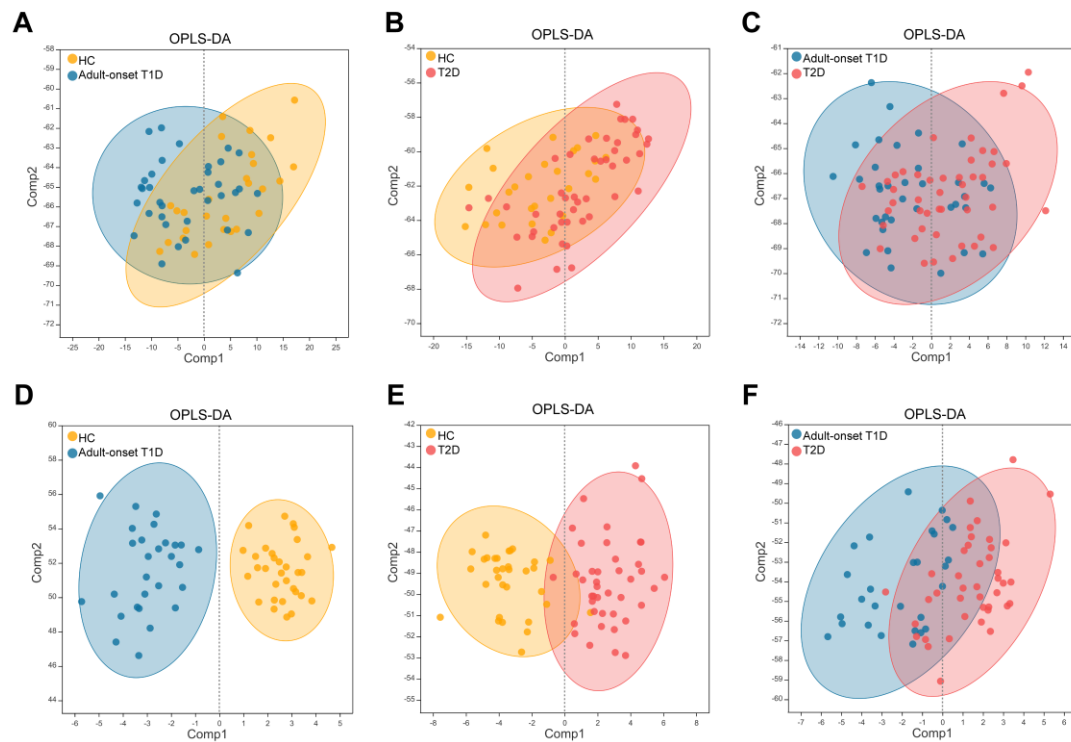 A
OPLS-DA
HC
Adult-onset T1D
Comp2
-58
-59
-60
-61
-62
-63
-64
-65
-66
-67
-68
-69
-70
-71
-72
-25 -20 -15 -10 -5 0 5 10 15 20 25
Comp1
B
OPLS-DA
HC
T2D
Comp2
-54
-56
-58
-60
-62
-64
-66
-68
-70
-20 -15 -10 -5 0 5 10 15 20
Comp1
C
OPLS-DA
Adult-onset T1D
T2D
Comp2
-61
-62
-63
-64
-65
-66
-67
-68
-69
-70
-71
-72
-14 -12 -10 -8 -6 -4 -2 0 2 4 6 8 10 12 14
Comp1
D
OPLS-DA
HC
Adult-onset T1D
Comp2
60
58
56
54
52
50
48
46
44
-6 -5 -4 -3 -2 -1 0 1 2 3 4 5
Comp1
E
OPLS-DA
HC
T2D
Comp2
-42
-43
-44
-45
-46
-47
-48
-49
-50
-51
-52
-53
-54
-55
-8 -6 -4 -2 0 2 4 6 8
Comp1
F
OPLS-DA
Adult-onset T1D
T2D
Comp2
-46
-47
-48
-49
-50
-51
-52
-53
-54
-55
-56
-57
-58
-59
-60
-7 -6 -5 -4 -3 -2 -1 0 1 2 3 4 5 6
Comp1